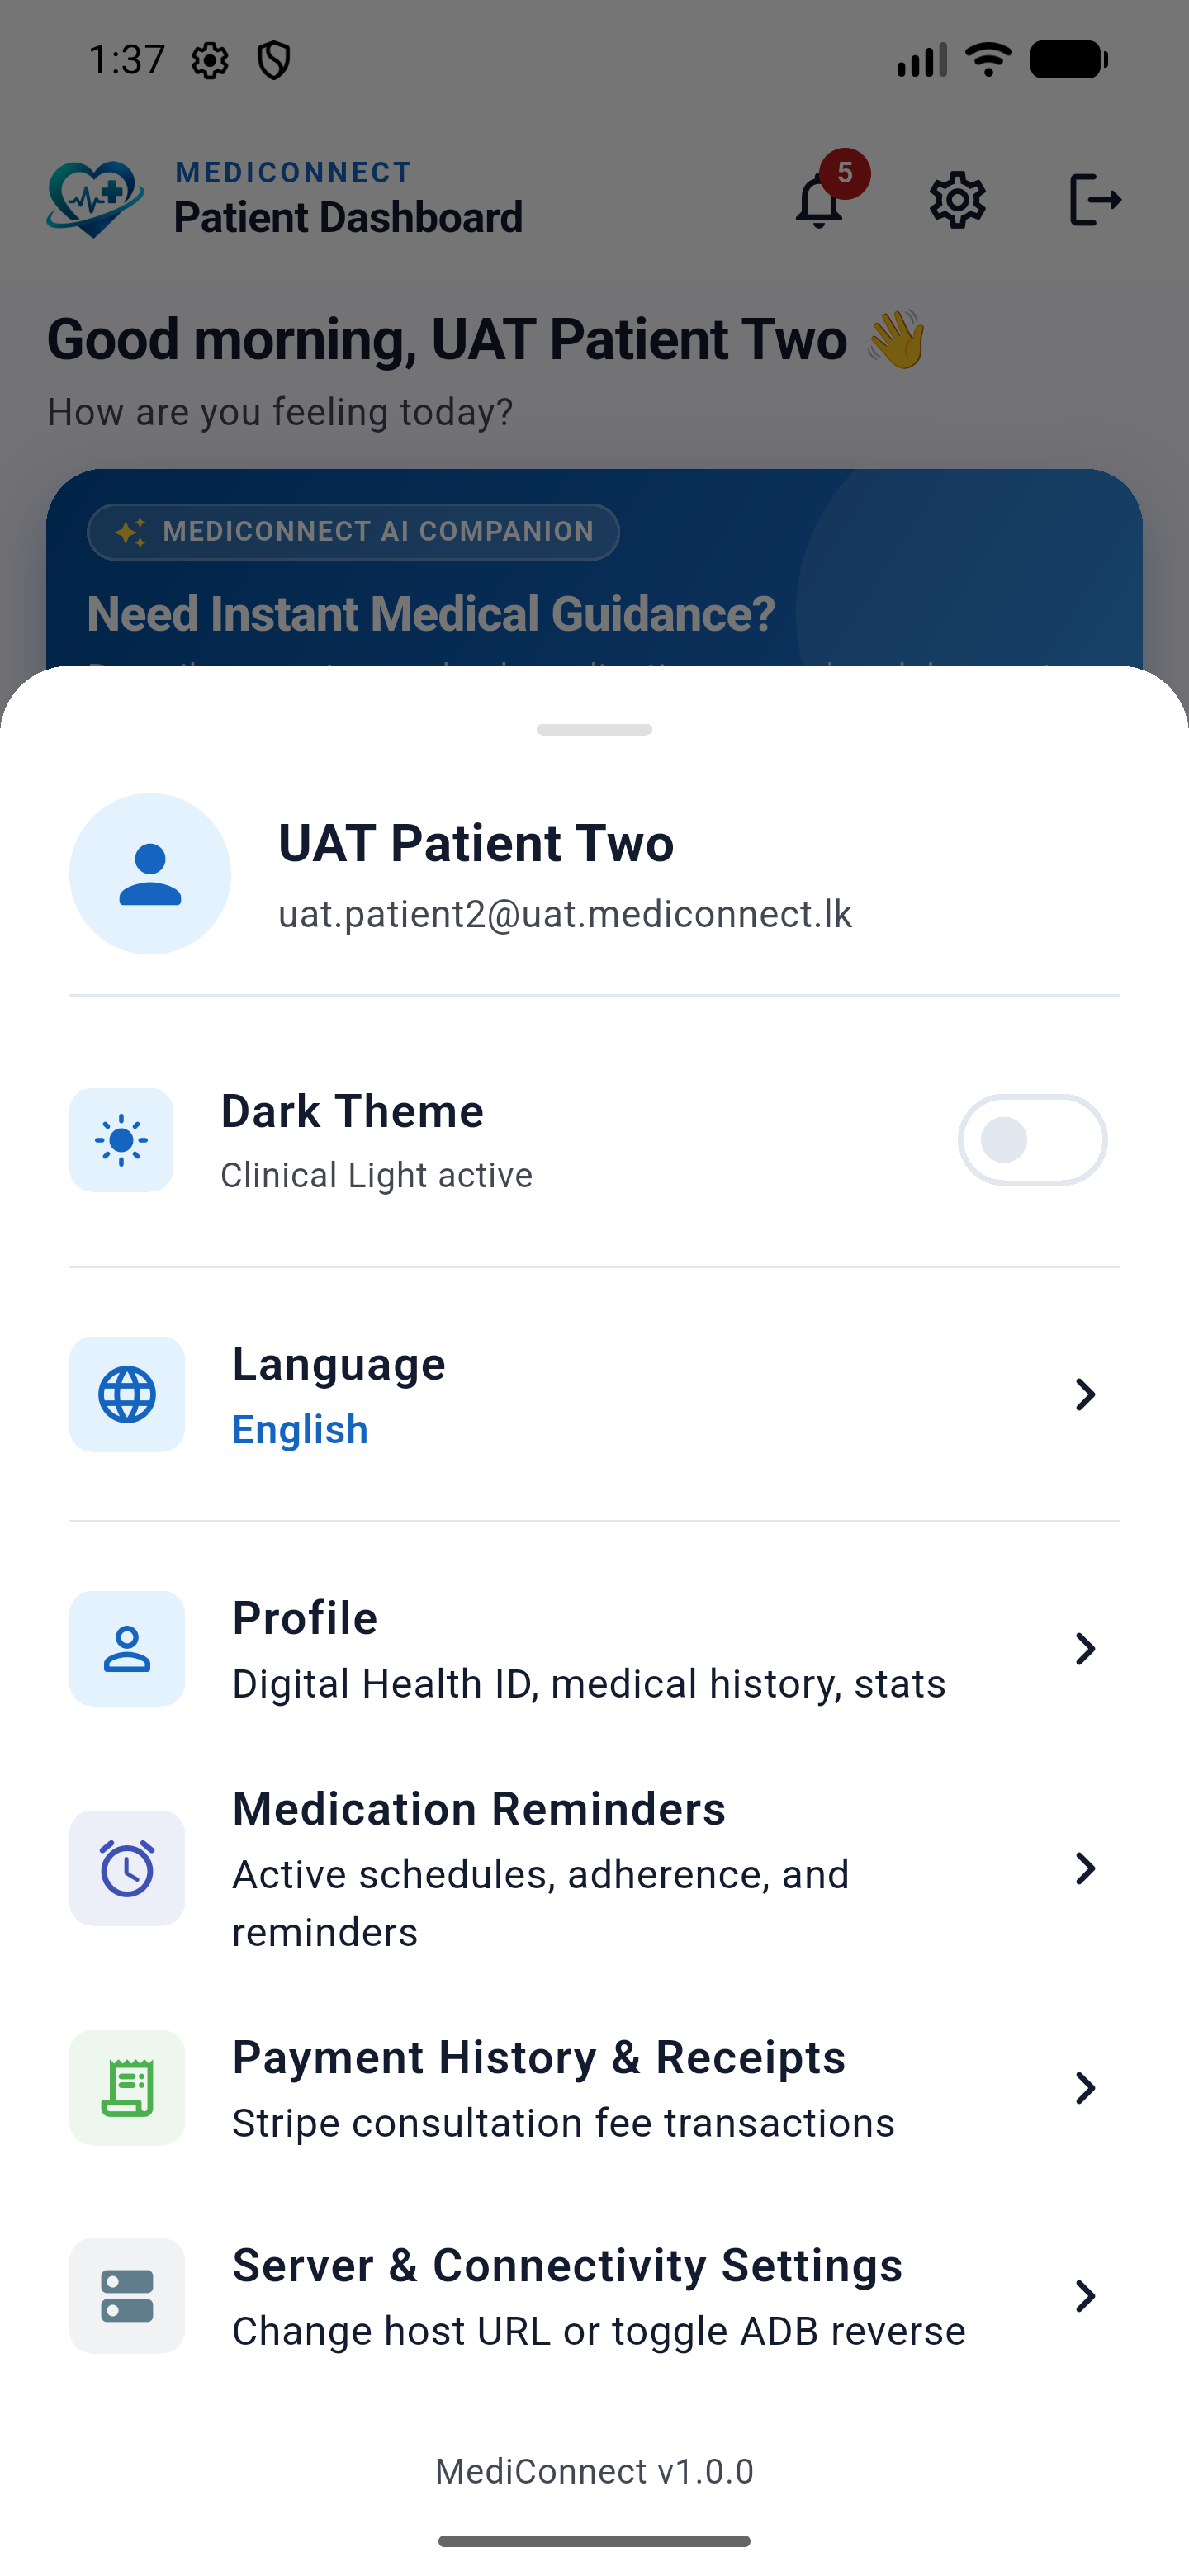 1:37
5
MEDICONNECT
Patient Dashboard
Good morning, UAT Patient Two 👋
How are you feeling today?
MEDICONNECT AI COMPANION
Need Instant Medical Guidance?
UAT Patient Two
uat.patient2@uat.mediconnect.lk
Dark Theme
Clinical Light active
Language
English
Profile
Digital Health ID, medical history, stats
Medication Reminders
Active schedules, adherence, and
reminders
Payment History & Receipts
Stripe consultation fee transactions
Server & Connectivity Settings
Change host URL or toggle ADB reverse
MediConnect v1.0.0